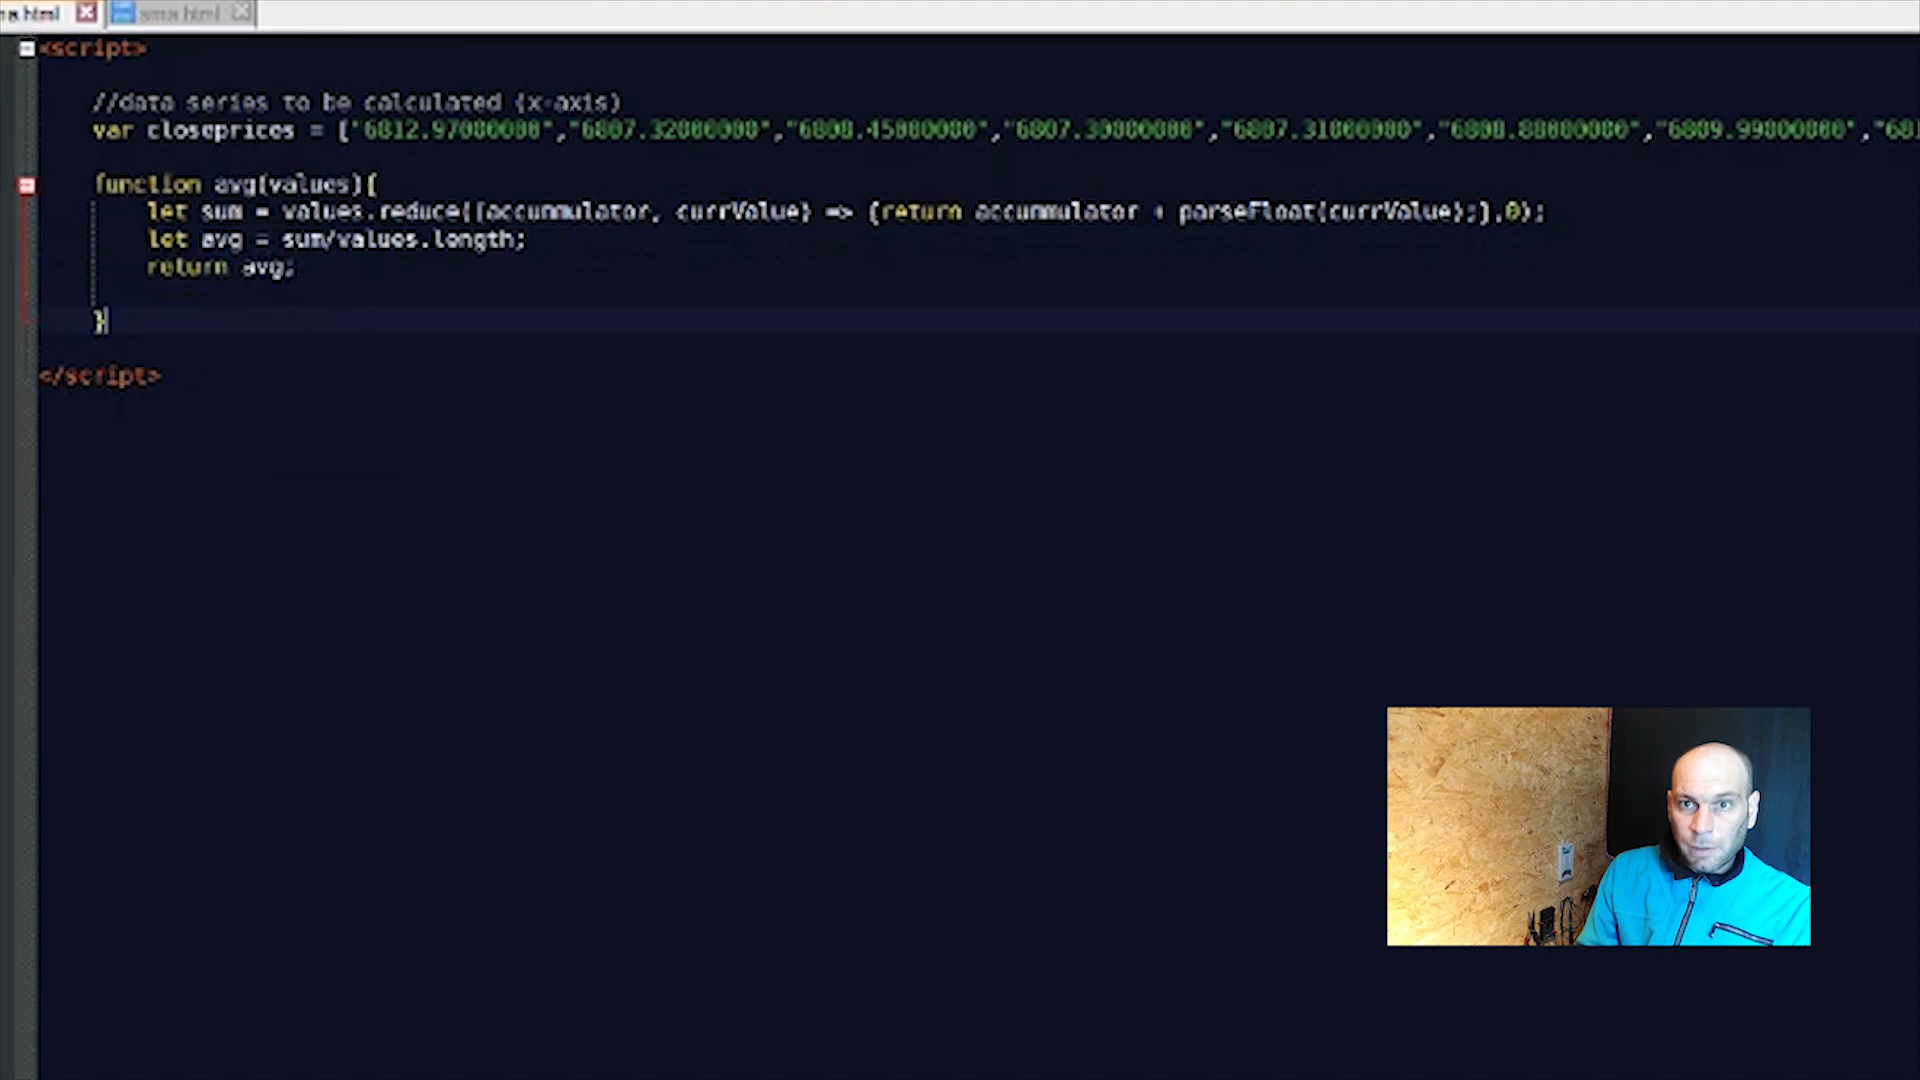 sma.html
<script>
//data series to be calculated (x-axis)
var closeprices = ["6812.97000000","6807.32000000","6808.45000000","6807.30000000","6807.31000000","6808.88000000","6809.99000000","681
function avg(values){
let sum = values.reduce((accummulator, currValue) => {return accummulator + parseFloat(currValue);},0);
let avg = sum/values.length;
return avg;
}
</script>